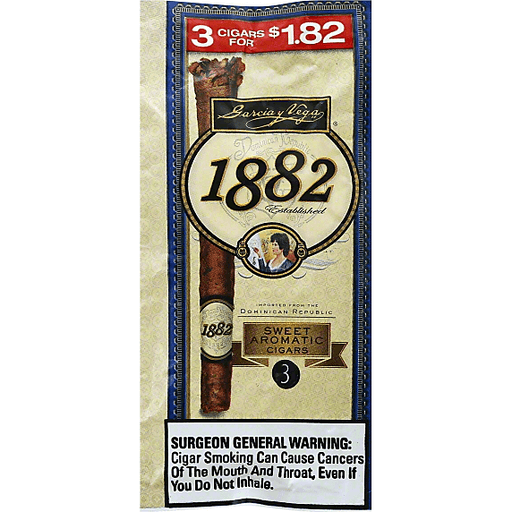 3 CIGARS FOR $1.82
Garcia y Vega
®
1882
Established
IMPORTED FROM THE
DOMINICAN REPUBLIC
1882
SWEET
AROMATIC
CIGARS
3
SURGEON GENERAL WARNING:
Cigar Smoking Can Cause Cancers
Of The Mouth And Throat, Even If
You Do Not Inhale.